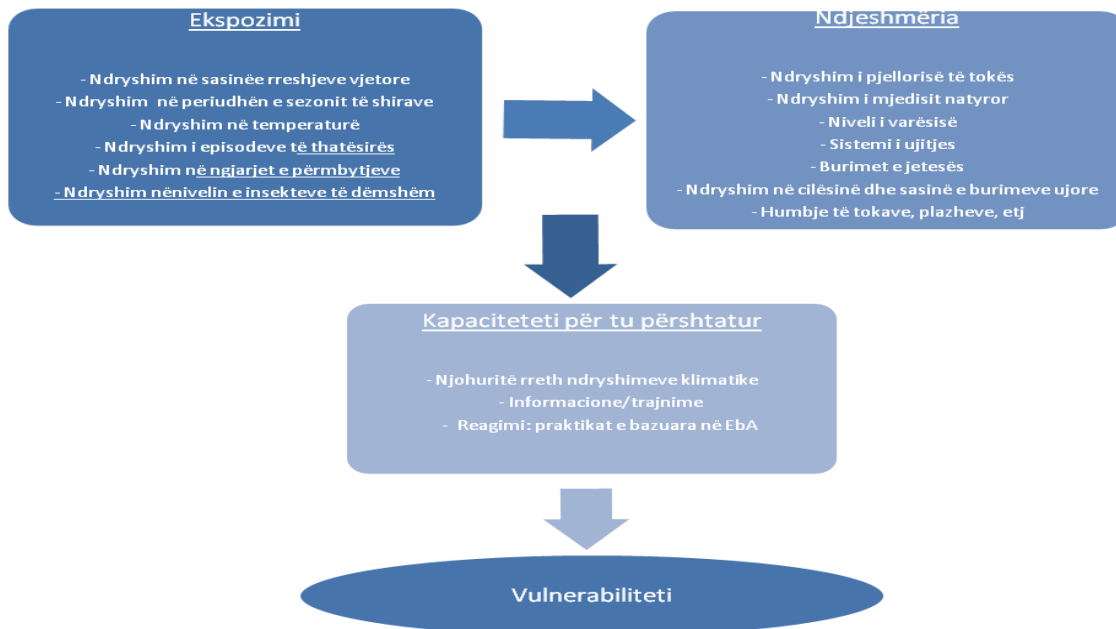 Ekspozimi
- Ndryshim në sasinëe rreshjeve vjetore
- Ndryshim në periudhën e sezonit të shirave
- Ndryshim në temperaturë
- Ndryshim i episodeve të thatësirës
- Ndryshim në ngjarjet e përmbytjeve
- Ndryshim nënivelin e insekteve të dëmshëm
Ndjeshmëria
- Ndryshim i pjellorisë të tokës
- Ndryshim i mjedisit natyror
- Niveli i varësisë
- Sistemi i ujitjes
- Burimet e jetesës
- Ndryshim në cilësinë dhe sasinë e burimeve ujore
- Humbje të tokave, plazheve, etj
Kapaciteteti për tu përshtatur
- Njohuritë rreth ndryshimeve klimatike
- Informacione/trajnime
- Reagimi: praktikat e bazuara në EbA
Vulnerabiliteti